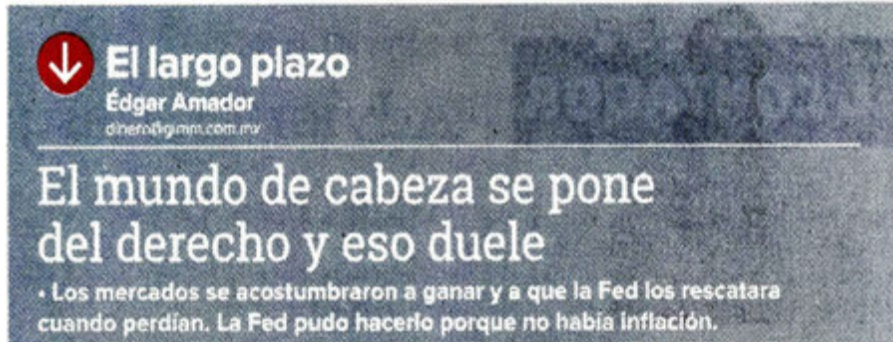 El largo plazo
Édgar Amador
dinero@gimm.com.mx
El mundo de cabeza se pone
del derecho y eso duele
• Los mercados se acostumbraron a ganar y a que la Fed los rescatara
cuando perdían. La Fed pudo hacerlo porque no había inflación.